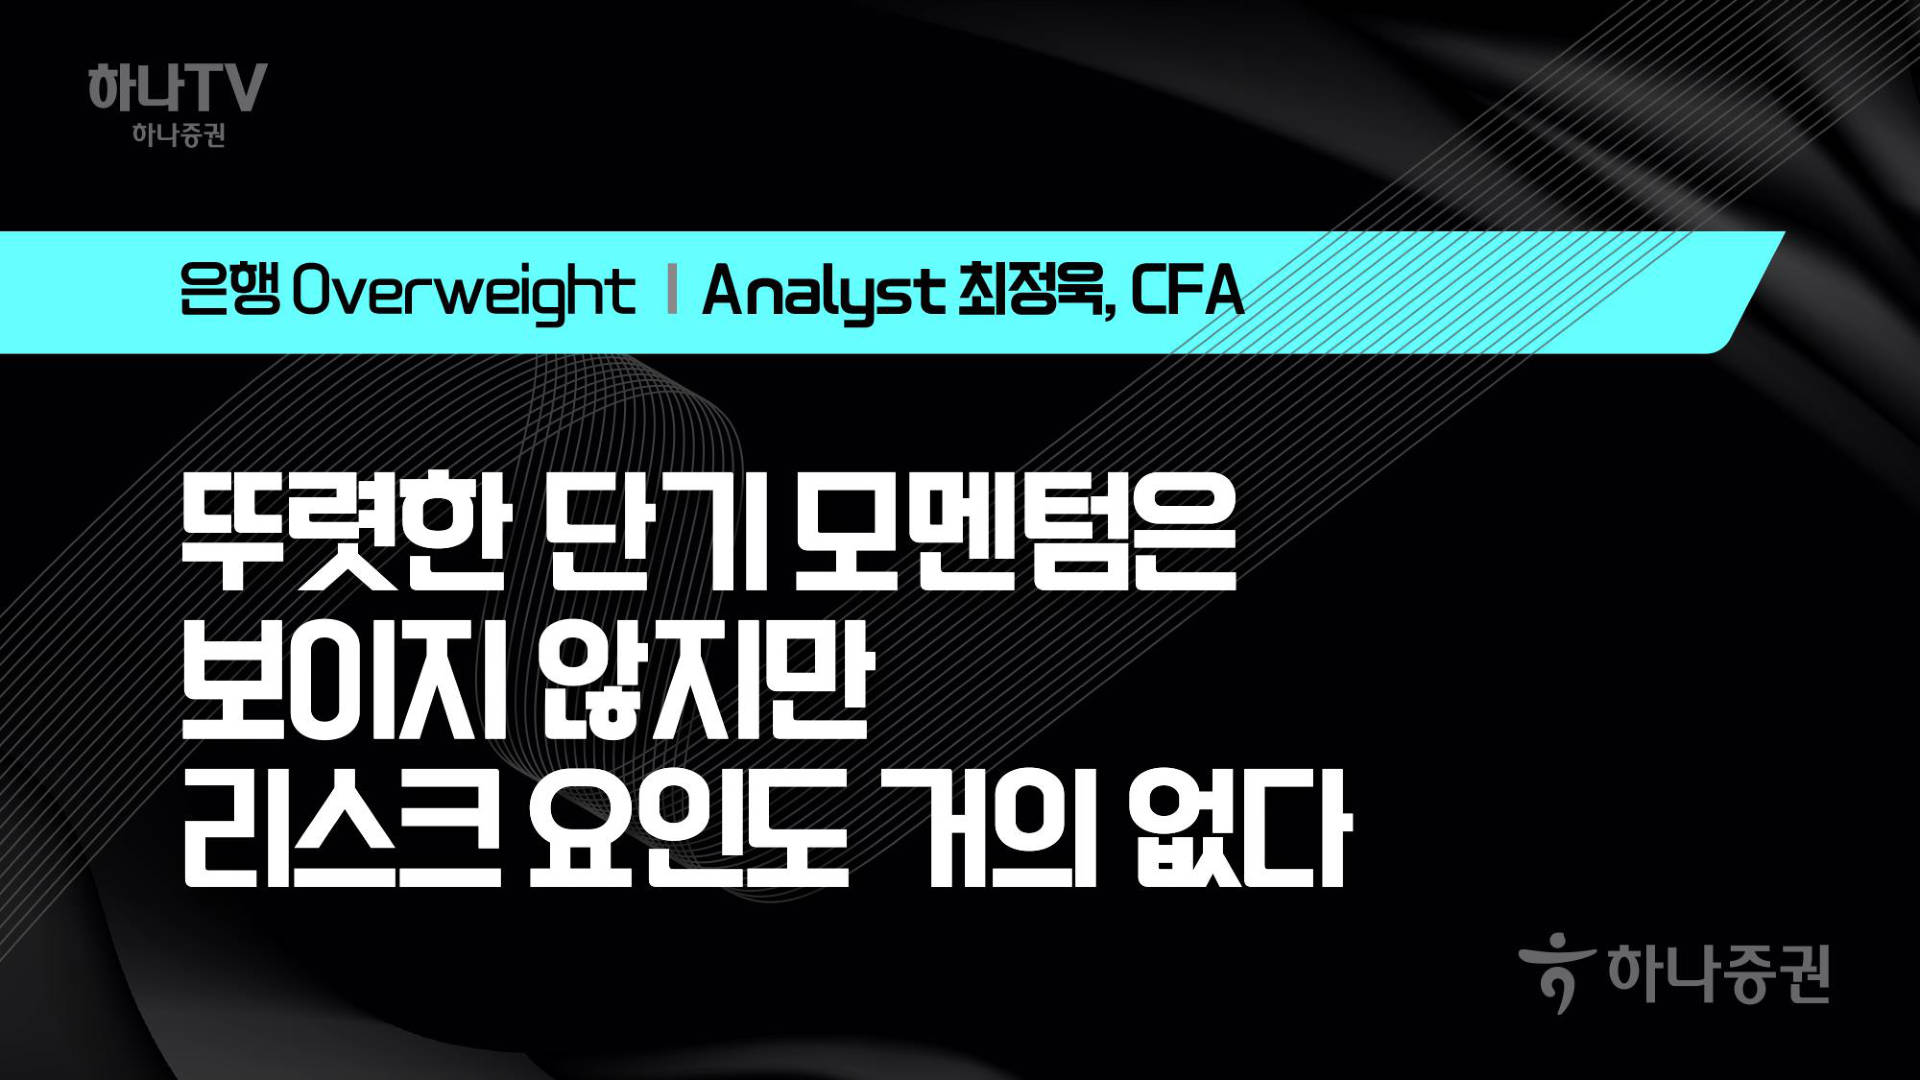 하나TV
하나증권
은행 Overweight | Analyst 최정욱, CFA
뚜렷한 단기 모멘텀은
보이지 않지만
리스크 요인도 거의 없다
하나증권